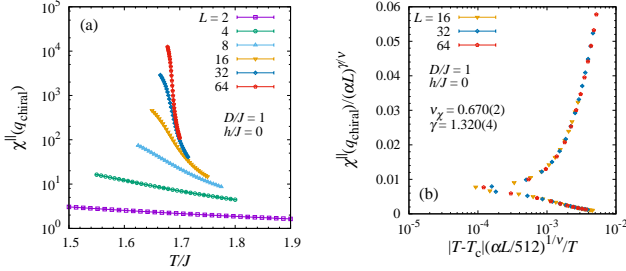 (a)
L = 2
4
8
16
32
64
D/J = 1
h/J = 0
χ^||(q_chiral)
10^5
10^4
10^3
10^2
10^1
10^0
1.5
1.6
1.7
1.8
1.9
T/J
L = 16
32
64
D/J = 1
h/J = 0
ν_χ = 0.670(2)
γ = 1.320(4)
(b)
χ^||(q_chiral)/(αL)^γ/ν
0.06
0.05
0.04
0.03
0.02
0.01
0
10^-5
10^-4
10^-3
10^-2
|T-T_c|(αL/512)^1/ν/T